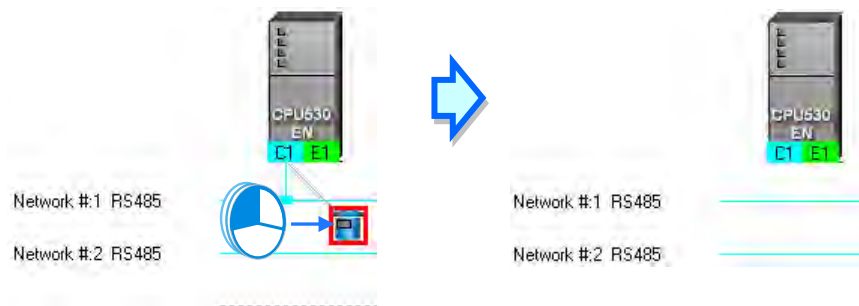 CPU530
EN
C1 E1
Network #:1 RS485
Network #:2 RS485
CPU530
EN
C1 E1
Network #:1 RS485
Network #:2 RS485